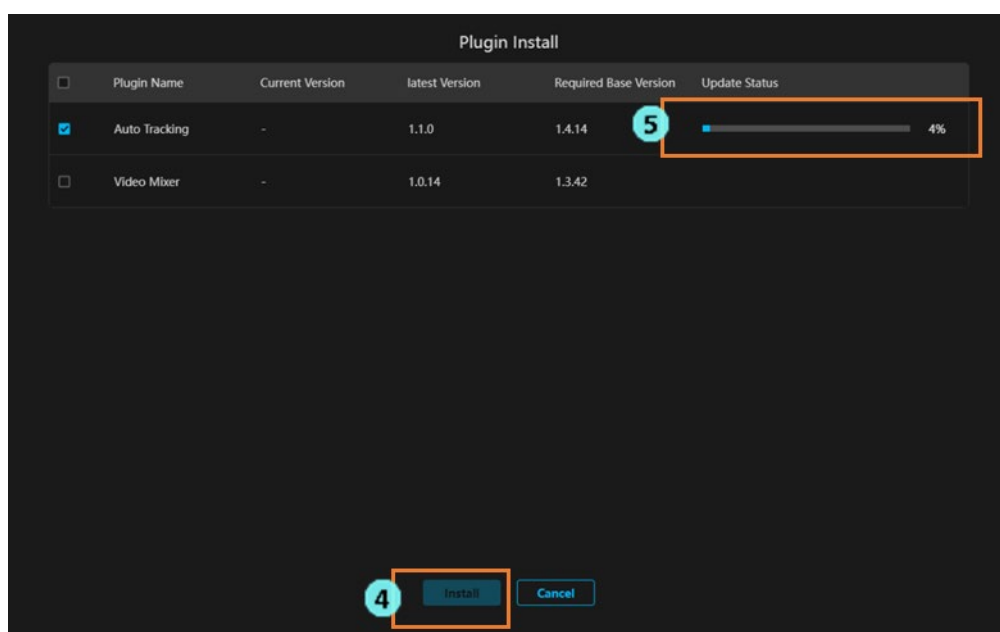 Plugin Install
Plugin Name Current Version latest Version Required Base Version Update Status
Auto Tracking - 1.1.0 1.4.14 5 4%
Video Mixer - 1.0.14 1.3.42
4 Install Cancel